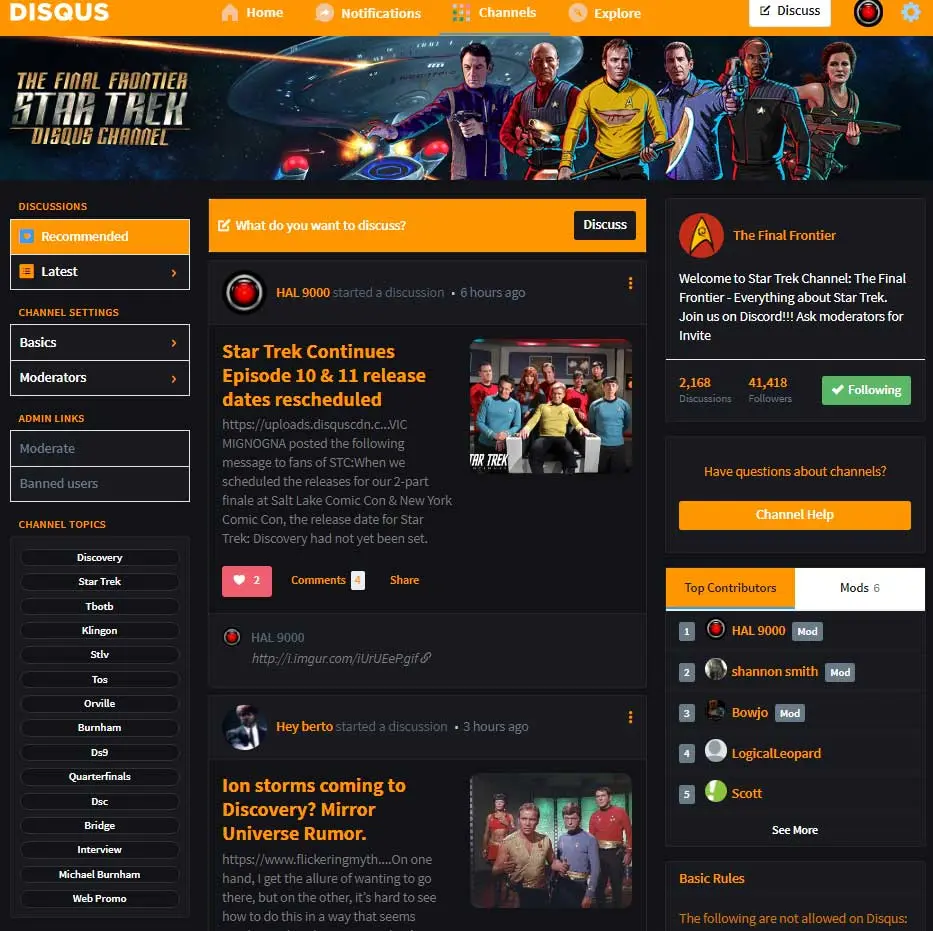 DISQUS
Home
Notifications
Channels
Explore
Discuss
THE FINAL FRONTIER
STAR TREK
DISQUS CHANNEL
DISCUSSIONS
Recommended
Latest
CHANNEL SETTINGS
Basics
Moderators
ADMIN LINKS
Moderate
Banned users
CHANNEL TOPICS
Discovery
Star Trek
Tbotb
Klingon
Stlv
Tos
Orville
Burnham
Ds9
Quarterfinals
Dsc
Bridge
Interview
Michael Burnham
Web Promo
What do you want to discuss?
Discuss
HAL 9000 started a discussion • 6 hours ago
Star Trek Continues
Episode 10 & 11 release
dates rescheduled
https://uploads.disquscdn.c...VIC
MIGNOGNA posted the following
message to fans of STC:When we
scheduled the releases for our 2-part
finale at Salt Lake Comic Con & New York
Comic Con, the release date for Star
Trek: Discovery had not yet been set.
TAR TREK
2
Comments 4
Share
HAL 9000
http://i.imgur.com/iUrUEeP.gif
Hey berto started a discussion • 3 hours ago
Ion storms coming to
Discovery? Mirror
Universe Rumor.
https://www.flickeringmyth....On one
hand, I get the allure of wanting to go
there, but on the other, it's hard to see
how to do this in a way that seems
The Final Frontier
Welcome to Star Trek Channel: The Final
Frontier - Everything about Star Trek.
Join us on Discord!!! Ask moderators for
Invite
2,168
Discussions
41,418
Followers
Following
Have questions about channels?
Channel Help
Top Contributors
Mods 6
1 HAL 9000 Mod
2 shannon smith Mod
3 Bowjo Mod
4 LogicalLeopard
5 Scott
See More
Basic Rules
The following are not allowed on Disqus: